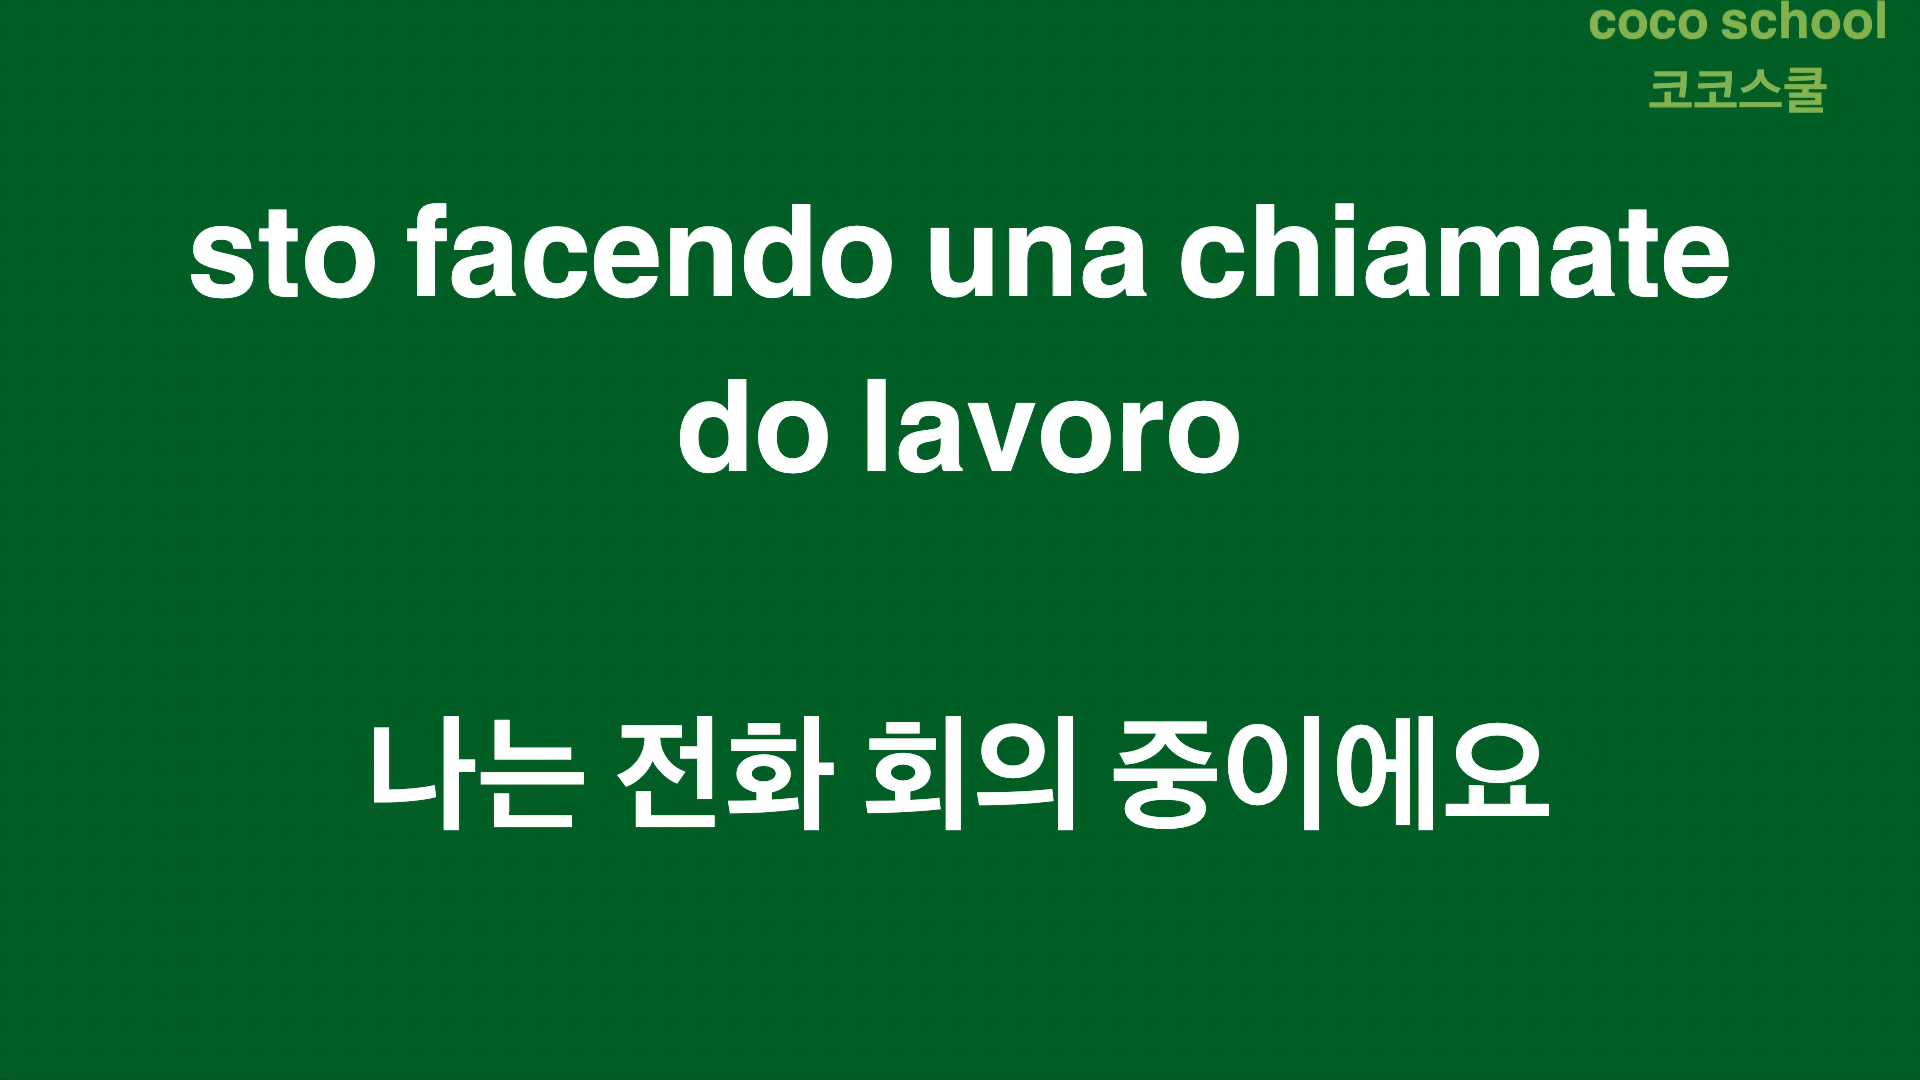 coco school
코코스쿨
sto facendo una chiamate
do lavoro
나는 전화 회의 중이에요